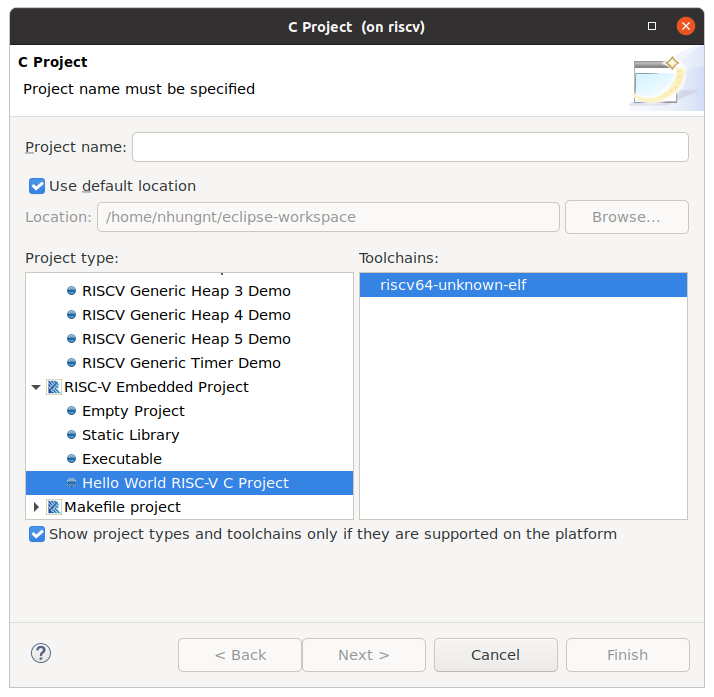 C Project (on riscv)
C Project
Project name must be specified
Project name:
Use default location
Location: /home/nhungnt/eclipse-workspace Browse...
Project type:
RISCV Generic Heap 3 Demo
RISCV Generic Heap 4 Demo
RISCV Generic Heap 5 Demo
RISCV Generic Timer Demo
RISC-V Embedded Project
Empty Project
Static Library
Executable
Hello World RISC-V C Project
Makefile project
Toolchains:
riscv64-unknown-elf
Show project types and toolchains only if they are supported on the platform
? < Back Next > Cancel Finish